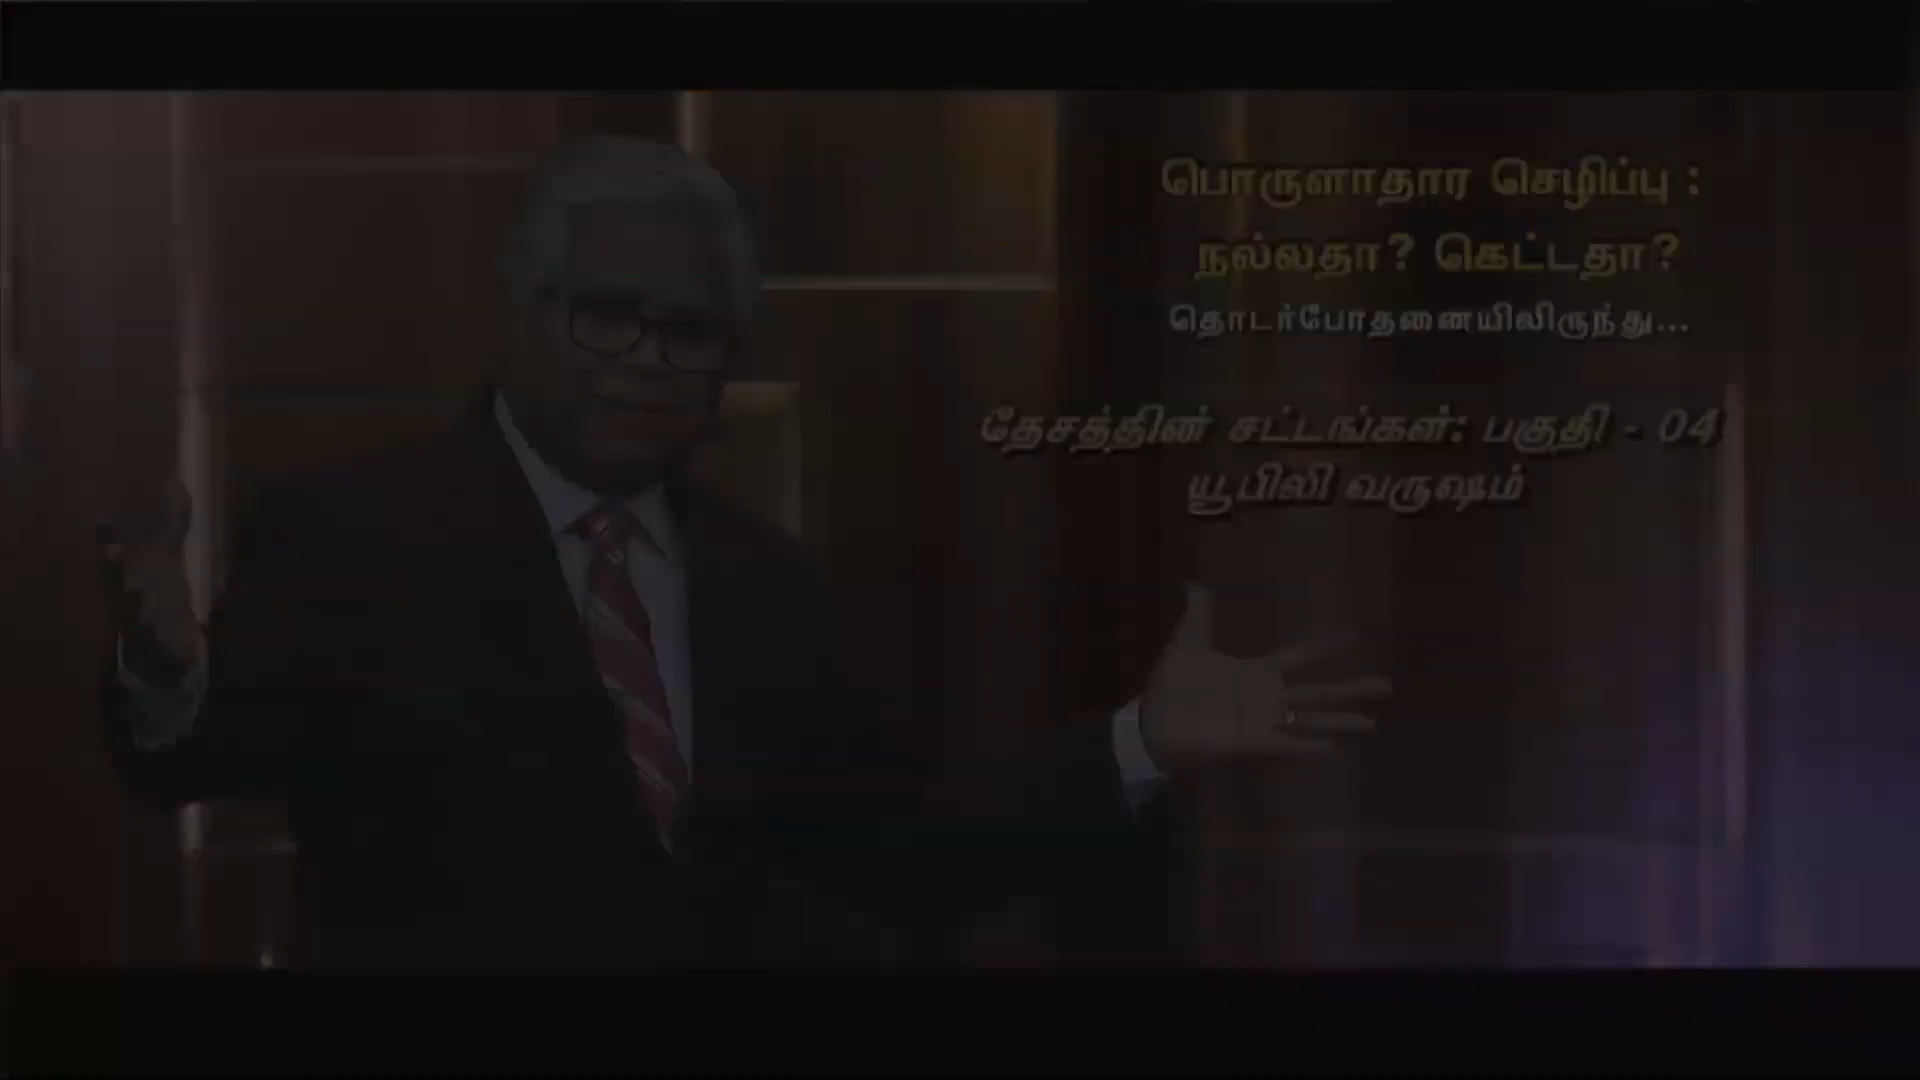 பொருளாதார செழிப்பு :
நல்லதா? கெட்டதா?
தொடர்போதனையிலிருந்து...
தேசத்தின் சட்டங்கள்: பகுதி - 04
யூபிலி வருஷம்